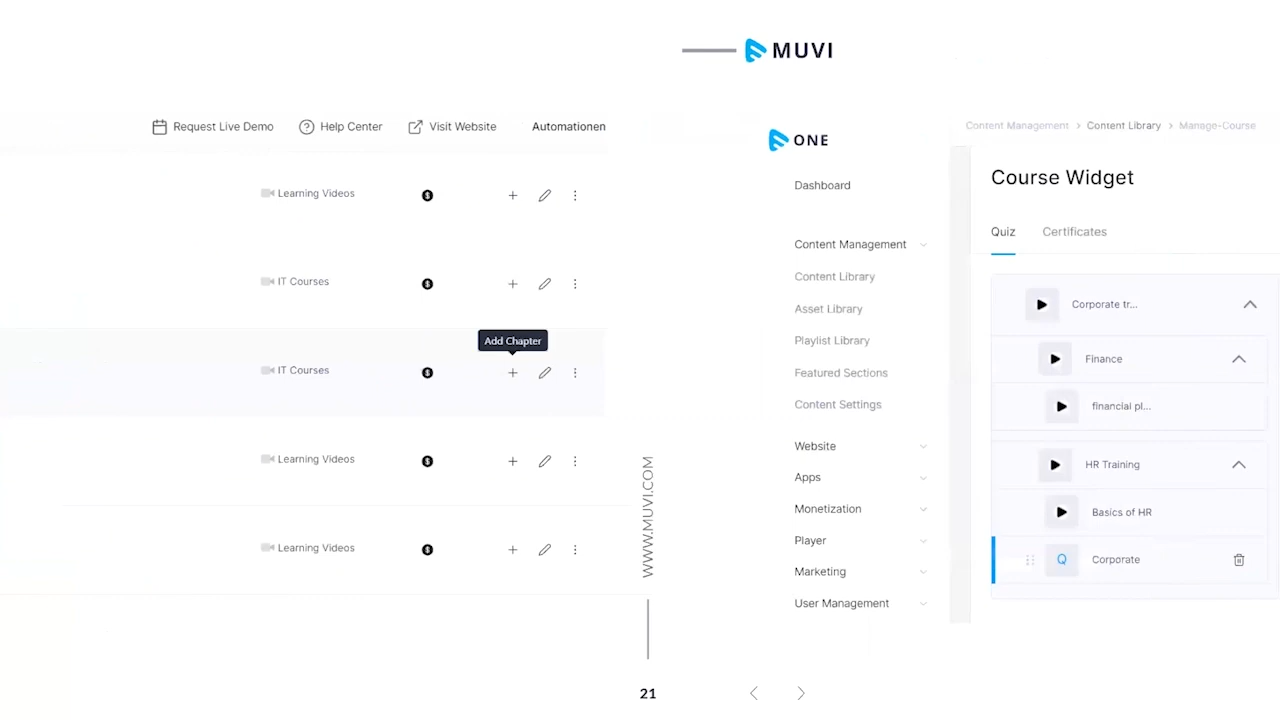 MUVI
Request Live Demo
Help Center
Visit Website
Automationen
Learning Videos
IT Courses
Add Chapter
IT Courses
Learning Videos
Learning Videos
WWW.MUVI.COM
21
ONE
Dashboard
Content Management
Content Library
Asset Library
Playlist Library
Featured Sections
Content Settings
Website
Apps
Monetization
Player
Marketing
User Management
Content Management > Content Library > Manage-Course
Course Widget
Quiz
Certificates
Corporate tr...
Finance
financial pl...
HR Training
Basics of HR
Q Corporate